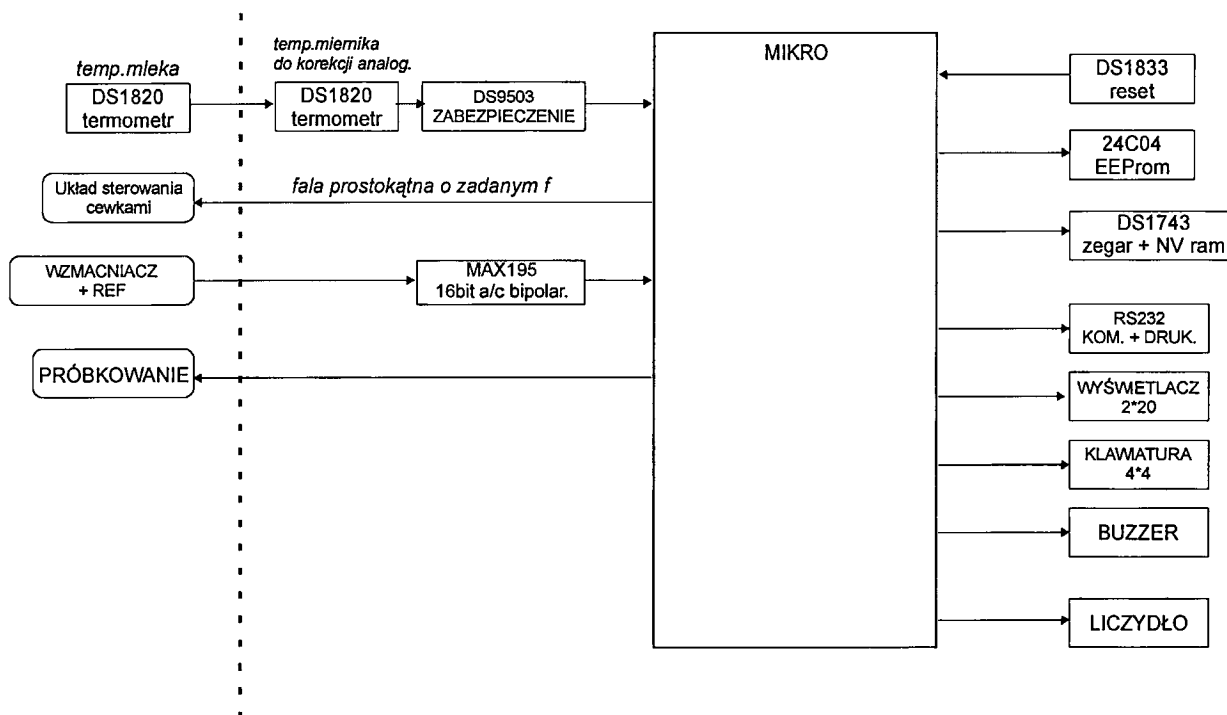 temp.mleka
DS1820
termometr
temp.miernika
do korekcji analog.
DS1820
termometr
DS9503
ZABEZPIECZENIE
MIKRO
DS1833
reset
24C04
EEProm
Układ sterowania
cewkami
fala prostokątna o zadanym f
DS1743
zegar + NV ram
WZMACNIACZ
+ REF
MAX195
16bit a/c bipolar.
RS232
KOM. + DRUK.
PRÓBKOWANIE
WYŚWIETLACZ
2*20
KLAWIATURA
4*4
BUZZER
LICZYDŁO